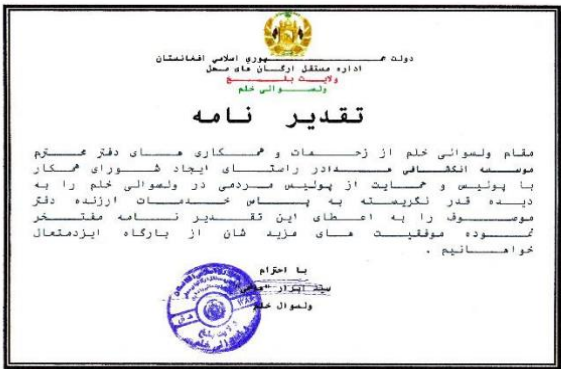 دولت جمهوری اسلامی افغانستان
اداره مستقل ارگان های محل
ولایت بلخ
ولسوالی خلم
تقدیر نامه
مقام ولسوالی خلم از زحمات و همکاری های دفتر محترم
موسسه انکشافی همدادر راستای ایجاد شورای همکار
با پولیس و حمایت از پولیس مردمی در ولسوالی خلم را به
دیده قدر نگریسته به پاس خدمات ارزنده دفتر
موصوف را به اعطای این تقدیر نامه مفتخر
نموده موفقیت های مزید شان از بارگاه ایزدمتعال
خواهانیم .
با احترام
سید ابرار
ولسوال خلم